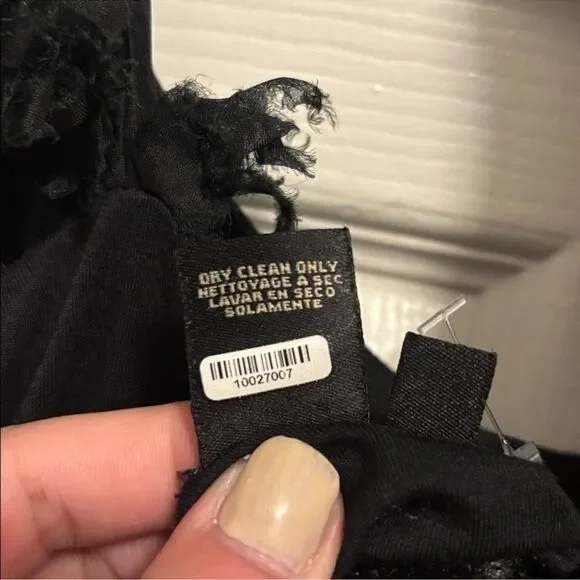 DRY CLEAN ONLY
NETTOYAGE A SEC
LAVAR EN SECO
SOLAMENTE
10027007